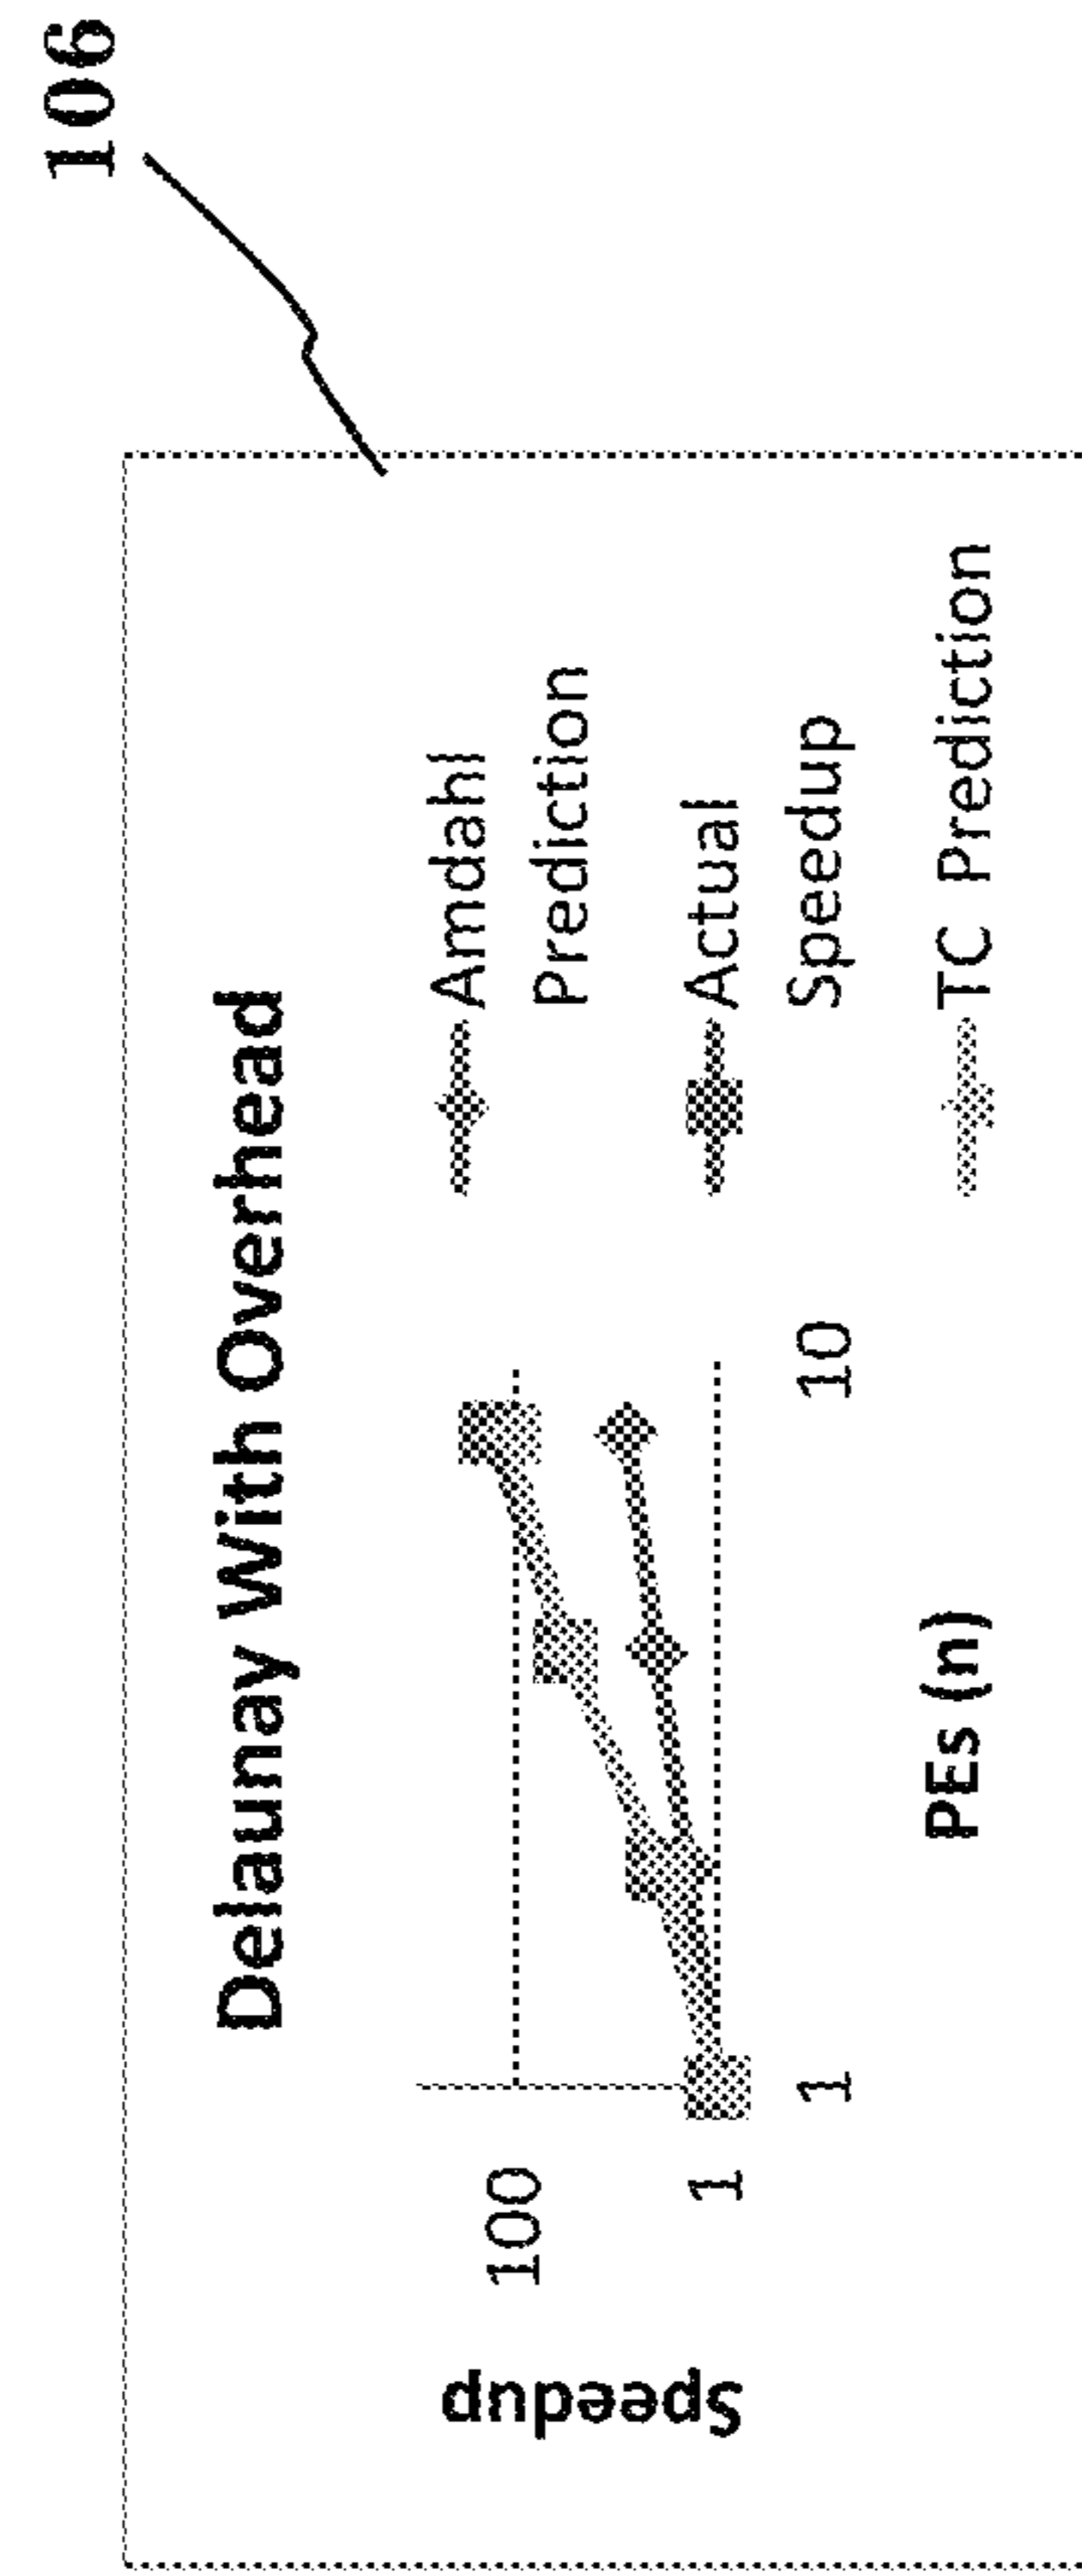 106
Delaunay With Overhead
Speedup
100
1
1
10
PEs (n)
Amdahl
Prediction
Actual
Speedup
TC Prediction